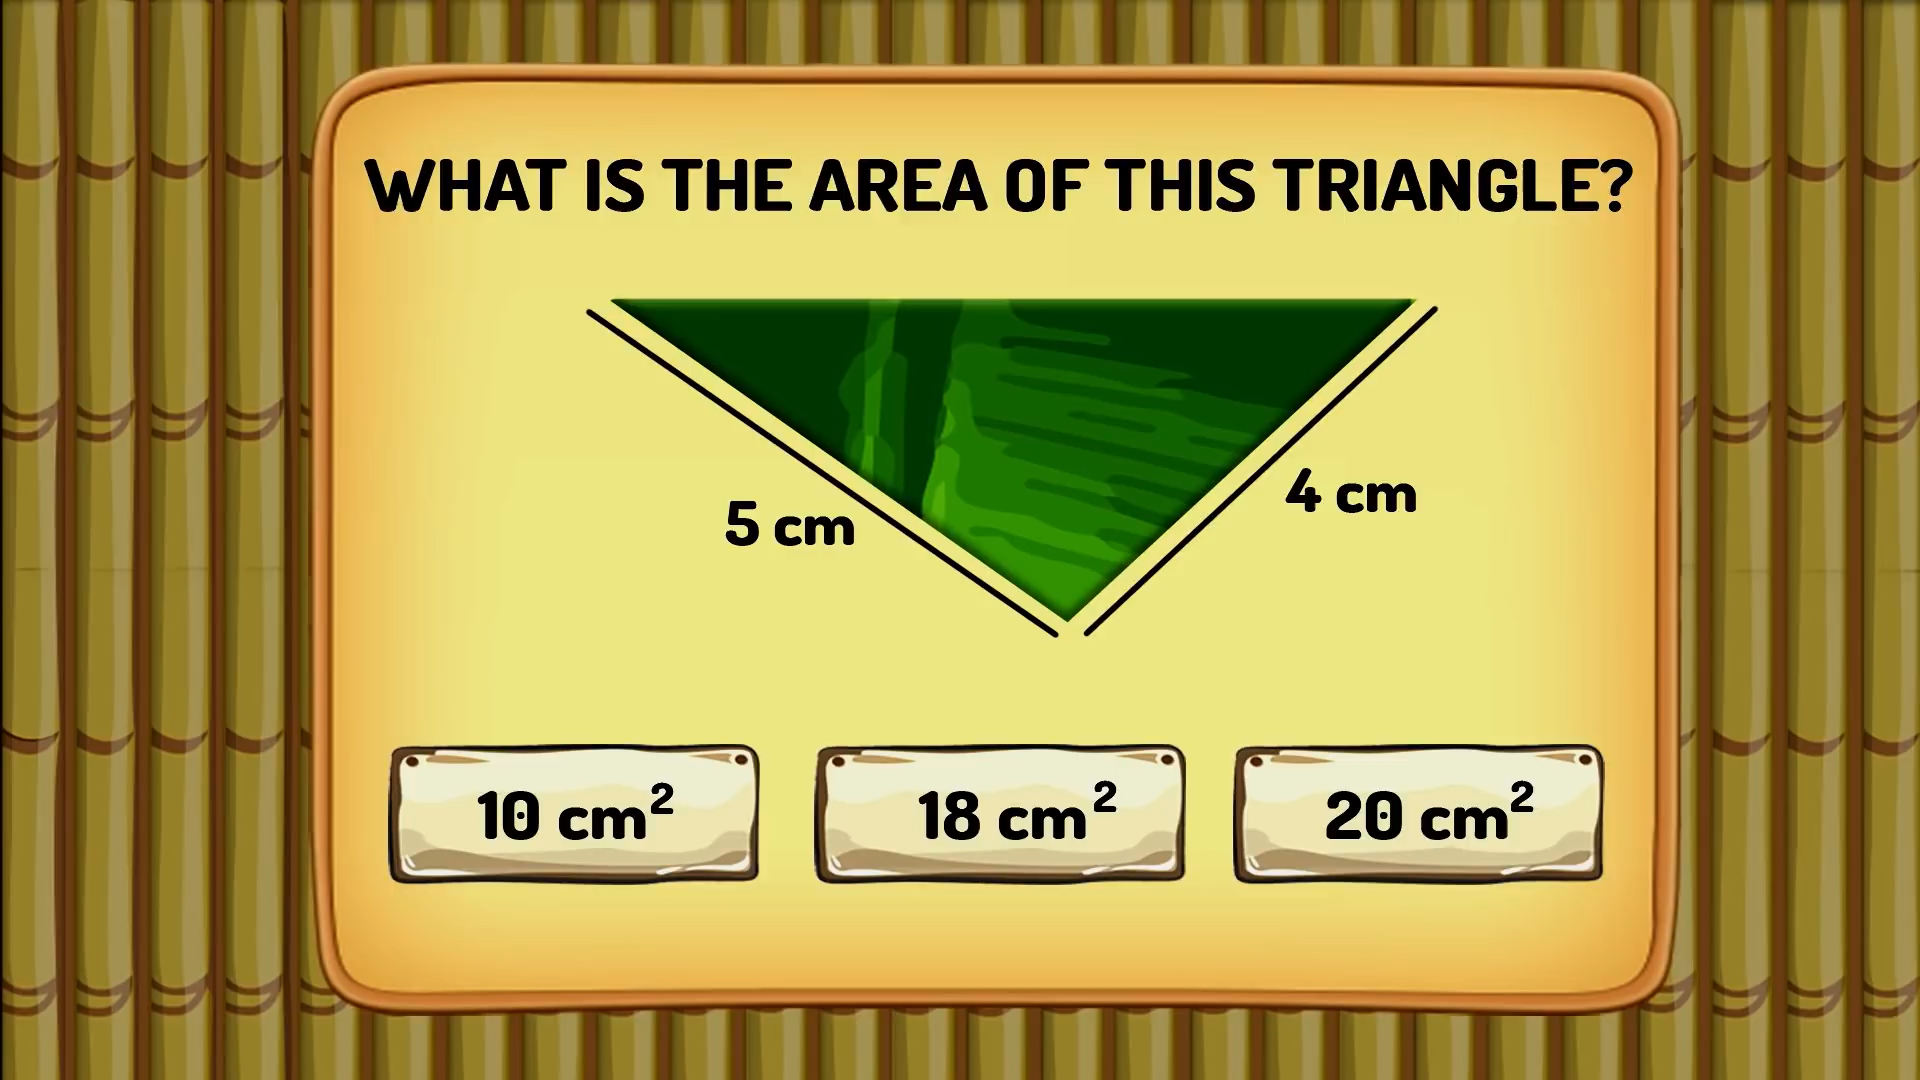 WHAT IS THE AREA OF THIS TRIANGLE?
5 cm
4 cm
10 cm²
18 cm²
20 cm²